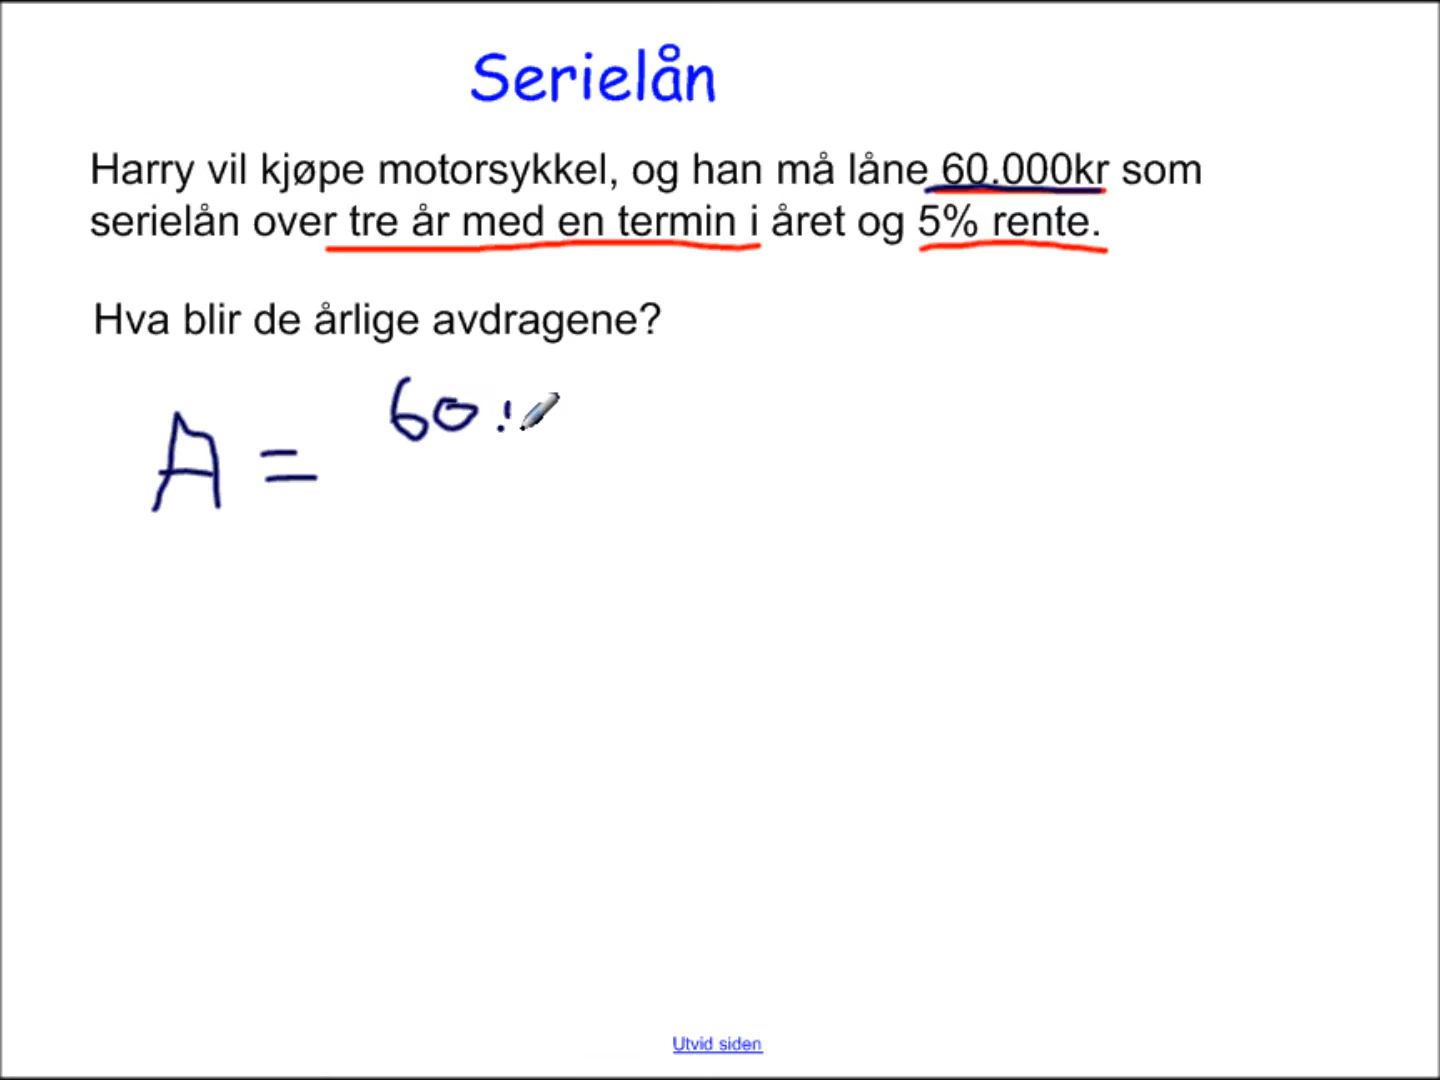 Serielån
Harry vil kjøpe motorsykkel, og han må låne 60.000kr som
serielån over tre år med en termin i året og 5% rente.
Hva blir de årlige avdragene?
A = 60.
Utvid siden